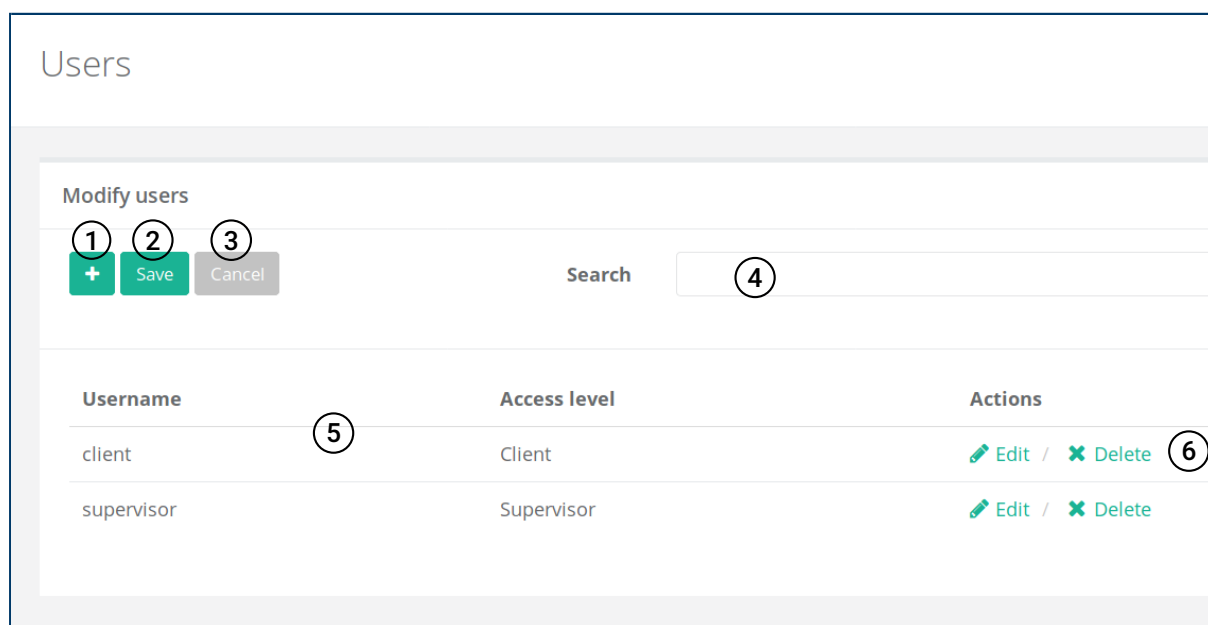 Users
Modify users
1 2 3
+ Save Cancel Search 4
Username Access level Actions
5
client Client Edit / Delete 6
supervisor Supervisor Edit / Delete